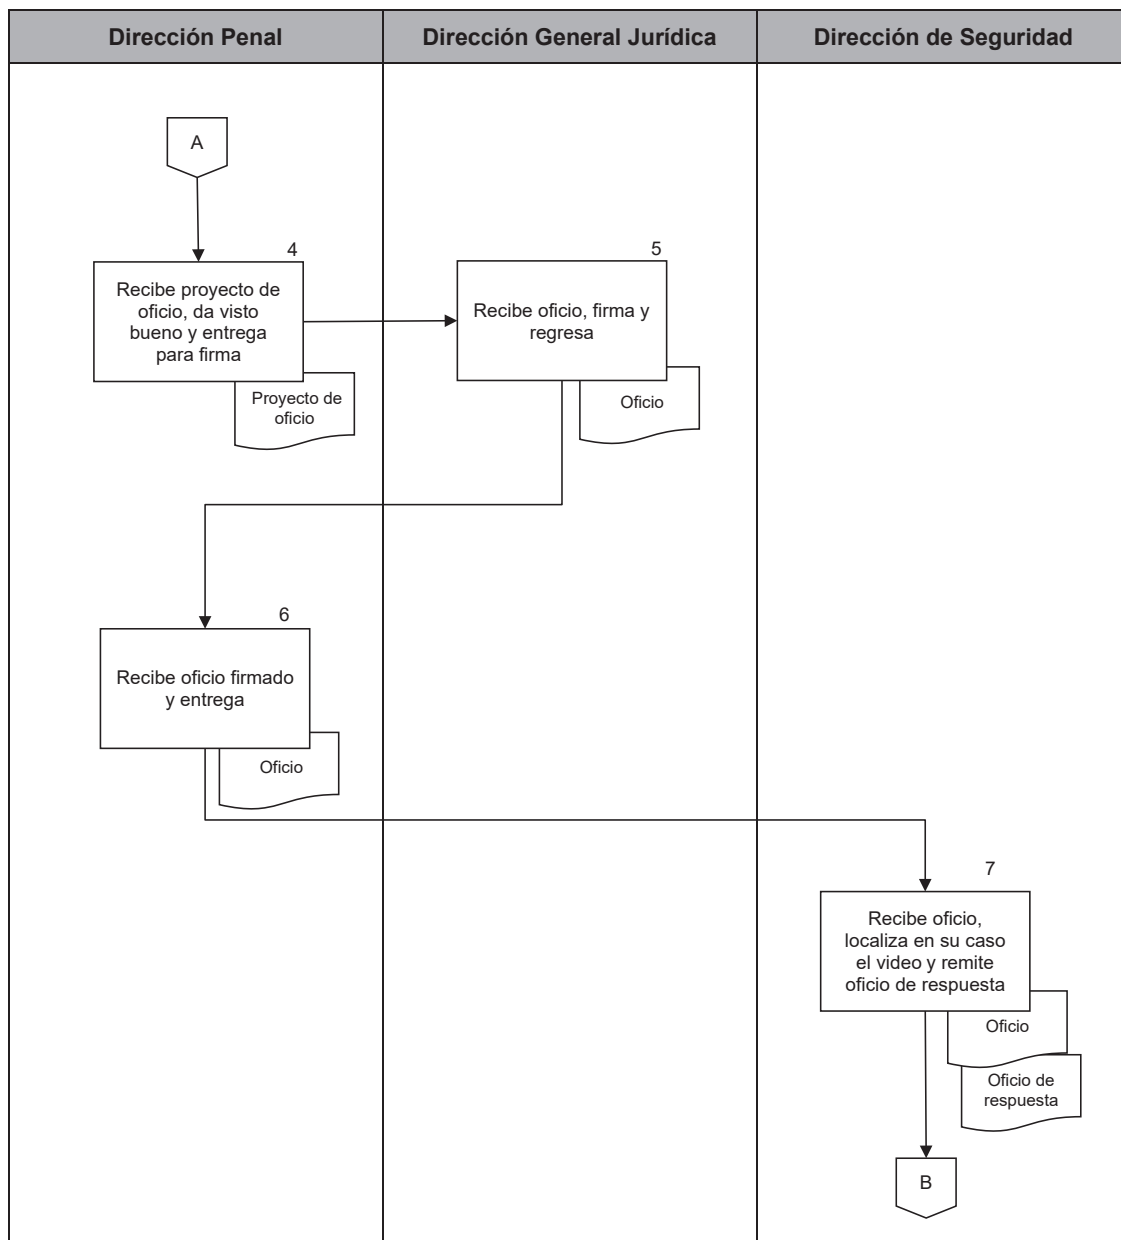 Dirección Penal
Dirección General Jurídica
Dirección de Seguridad
A
4
Recibe proyecto de
oficio, da visto
bueno y entrega
para firma
Proyecto de
oficio
5
Recibe oficio, firma y
regresa
Oficio
6
Recibe oficio firmado
y entrega
Oficio
7
Recibe oficio,
localiza en su caso
el video y remite
oficio de respuesta
Oficio
Oficio de
respuesta
B